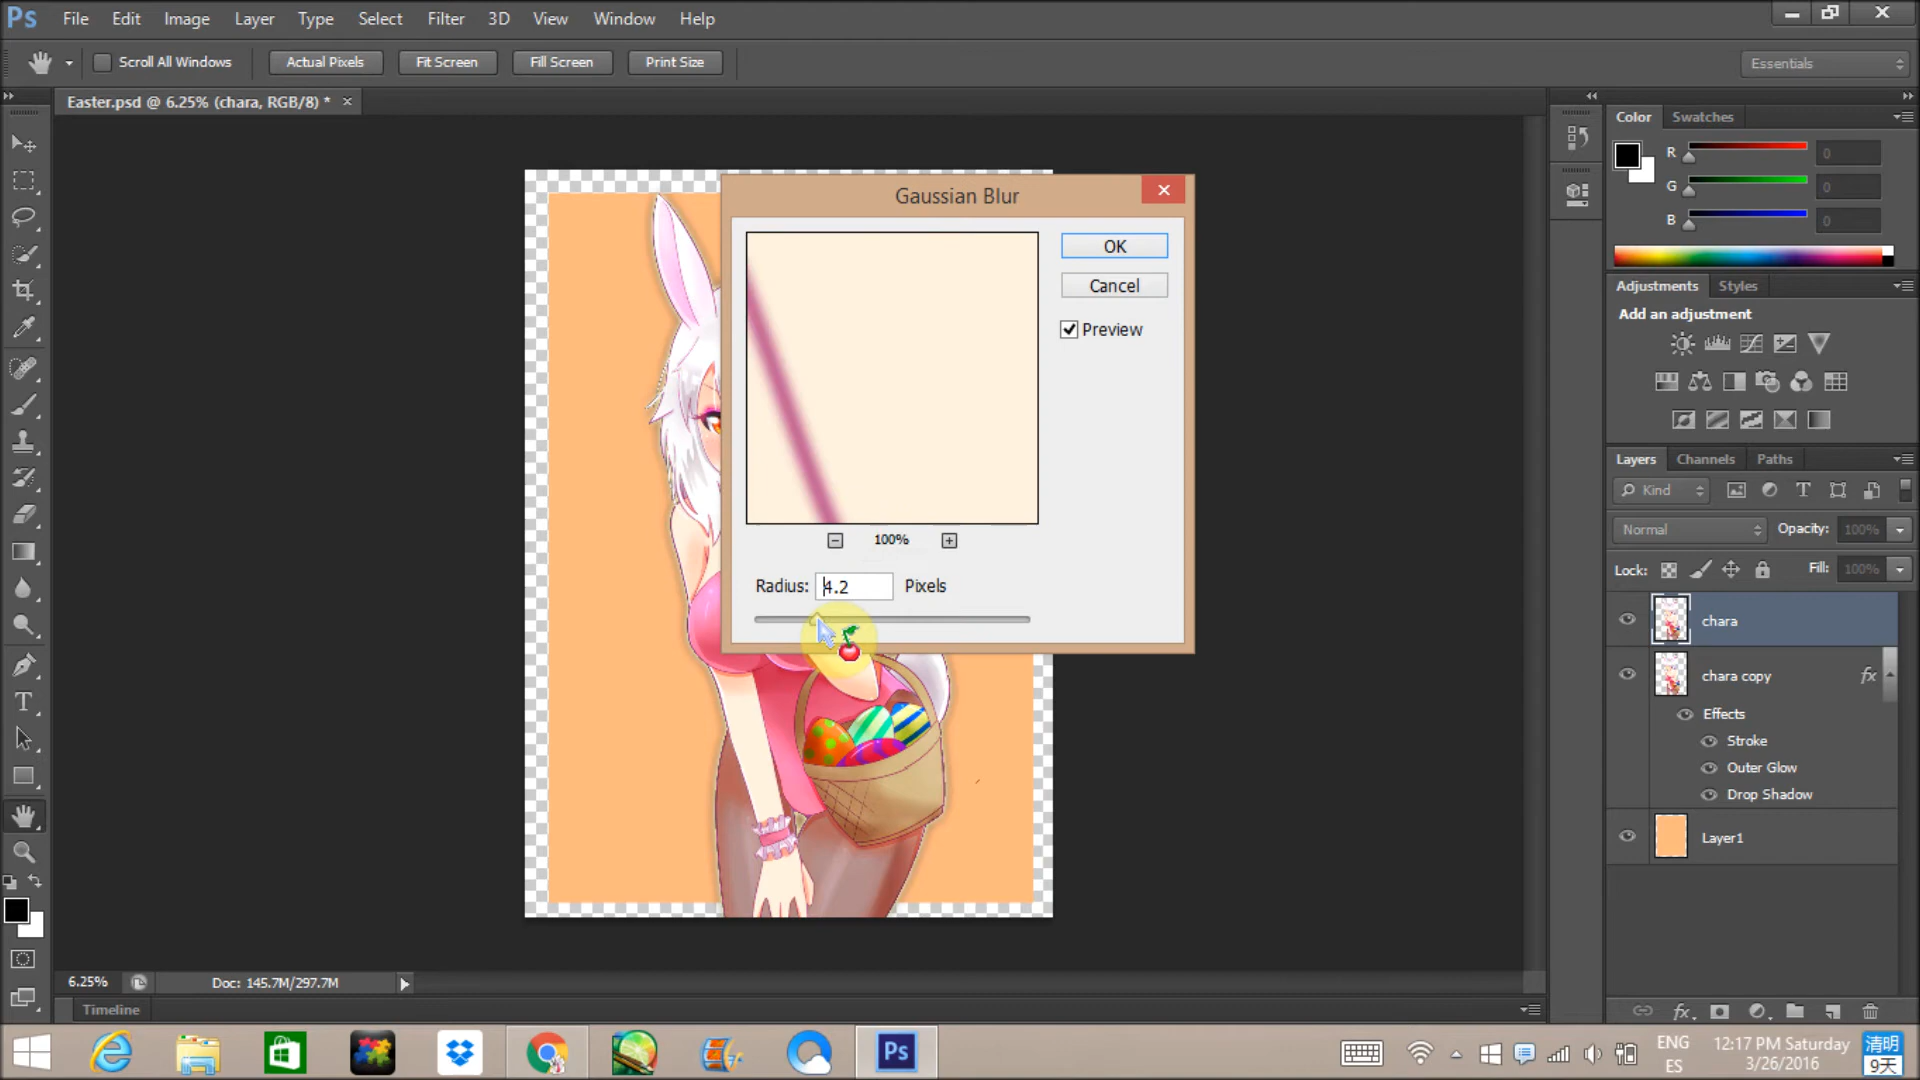 Ps File Edit Image Layer Type Select Filter 3D View Window Help
Scroll All Windows Actual Pixels Fit Screen Fill Screen Print Size Essentials
Easter.psd @ 6.25% (chara, RGB/8) * ×
Color Swatches
R 0
G 0
B 0
Gaussian Blur
OK
Cancel
Preview
100%
Radius: 4.2 Pixels
Adjustments Styles
Add an adjustment
Layers Channels Paths
Kind
Normal Opacity: 100%
Lock: Fill: 100%
chara
chara copy fx
Effects
Stroke
Outer Glow
Drop Shadow
Layer1
6.25% Doc: 145.7M/297.7M
Timeline
Ps
ENG
ES
12:17 PM Saturday
3/26/2016
清明
9天